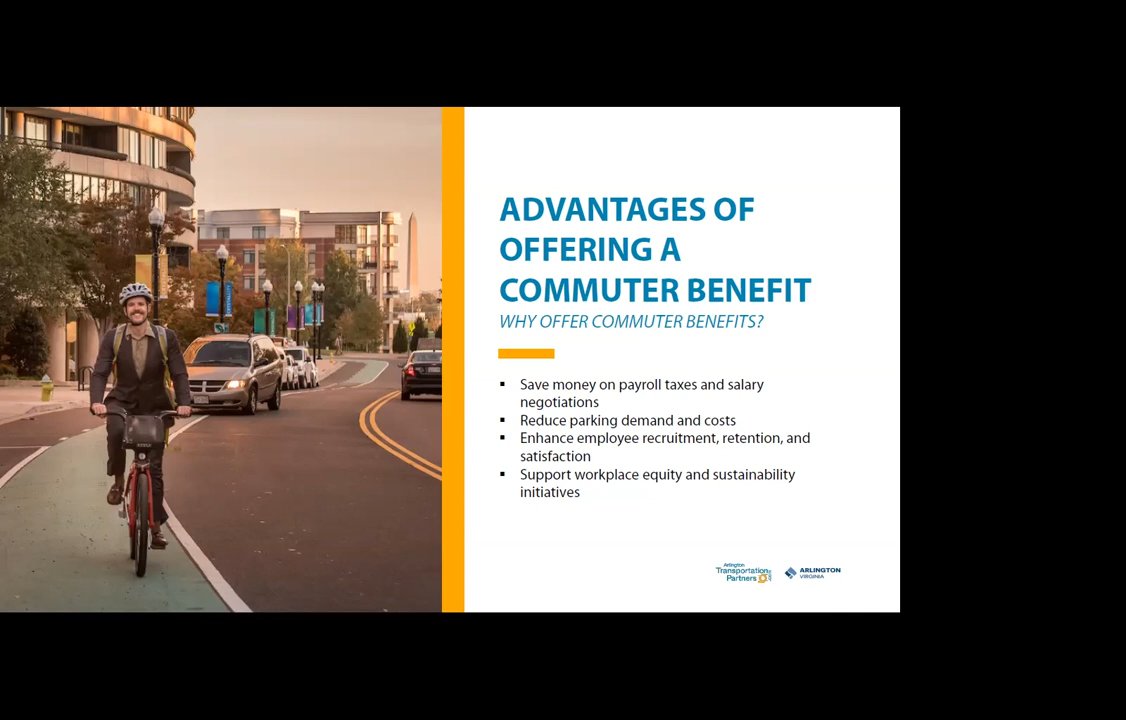 ADVANTAGES OF
OFFERING A
COMMUTER BENEFIT
WHY OFFER COMMUTER BENEFITS?
▪ Save money on payroll taxes and salary
negotiations
▪ Reduce parking demand and costs
▪ Enhance employee recruitment, retention, and
satisfaction
▪ Support workplace equity and sustainability
initiatives
Arlington
Transportation
Partners
ARLINGTON
VIRGINIA